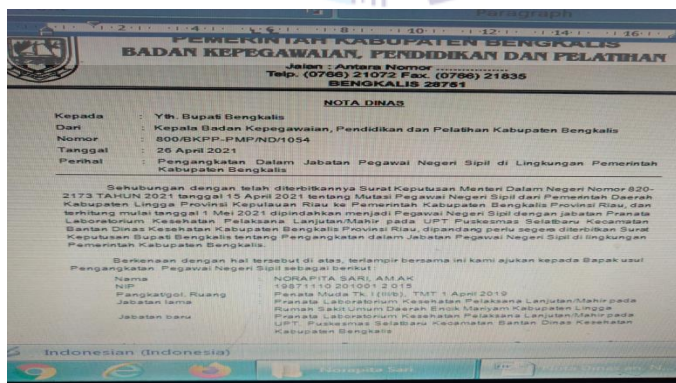 Paragraph
PEMERINTAH KABUPATEN BENGKALIS
BADAN KEPEGAWAIAN, PENDIDIKAN DAN PELATIHAN
Jalan : Antara Nomor ................
Telp. (0766) 21072 Fax. (0766) 21835
BENGKALIS 28751
NOTA DINAS
Kepada : Yth. Bupati Bengkalis
Dari : Kepala Badan Kepegawaian, Pendidikan dan Pelatihan Kabupaten Bengkalis
Nomor : 800/BKPP-PMP/ND/1054
Tanggal : 26 April 2021
Perihal : Pengangkatan Dalam Jabatan Pegawai Negeri Sipil di Lingkungan Pemerintah
Kabupaten Bengkalis
Sehubungan dengan telah diterbitkannya Surat Keputusan Menteri Dalam Negeri Nomor 820-
2173 TAHUN 2021 tanggal 15 April 2021 tentang Mutasi Pegawai Negeri Sipil dari Pemerintah Daerah
Kabupaten Lingga Provinsi Kepulauan Riau ke Pemerintah Kabupaten Bengkalis Provinsi Riau, dan
terhitung mulai tanggal 1 Mei 2021 dipindahkan menjadi Pegawai Negeri Sipil dengan jabatan Pranata
Laboratorium Kesehatan Pelaksana Lanjutan/Mahir pada UPT Puskesmas Selatbaru Kecamatan
Bantan Dinas Kesehatan Kabupaten Bengkalis Provinsi Riau, dipandang perlu segera diterbitkan Surat
Keputusan Bupati Bengkalis tentang Pengangkatan dalam Jabatan Pegawai Negeri Sipil di lingkungan
Pemerintah Kabupaten Bengkalis.
Berkenaan dengan hal tersebut di atas, terlampir bersama ini kami ajukan kepada Bapak usul
Pengangkatan Pegawai Negeri Sipil sebagai berikut :
Nama : NORAPITA SARI, AM.AK
NIP : 19871110 201001 2 015
Pangkat/gol. Ruang : Penata Muda Tk. I (III/b), TMT 1 April 2019
Jabatan lama : Pranata Laboratorium Kesehatan Pelaksana Lanjutan/Mahir pada
Rumah Sakit Umum Daerah Encik Mariyam Kabupaten Lingga
Jabatan baru : Pranata Laboratorium Kesehatan Pelaksana Lanjutan/Mahir pada
UPT. Puskesmas Selatbaru Kecamatan Bantan Dinas Kesehatan
Kabupaten Bengkalis
Indonesian (Indonesia)
Norapita Sari